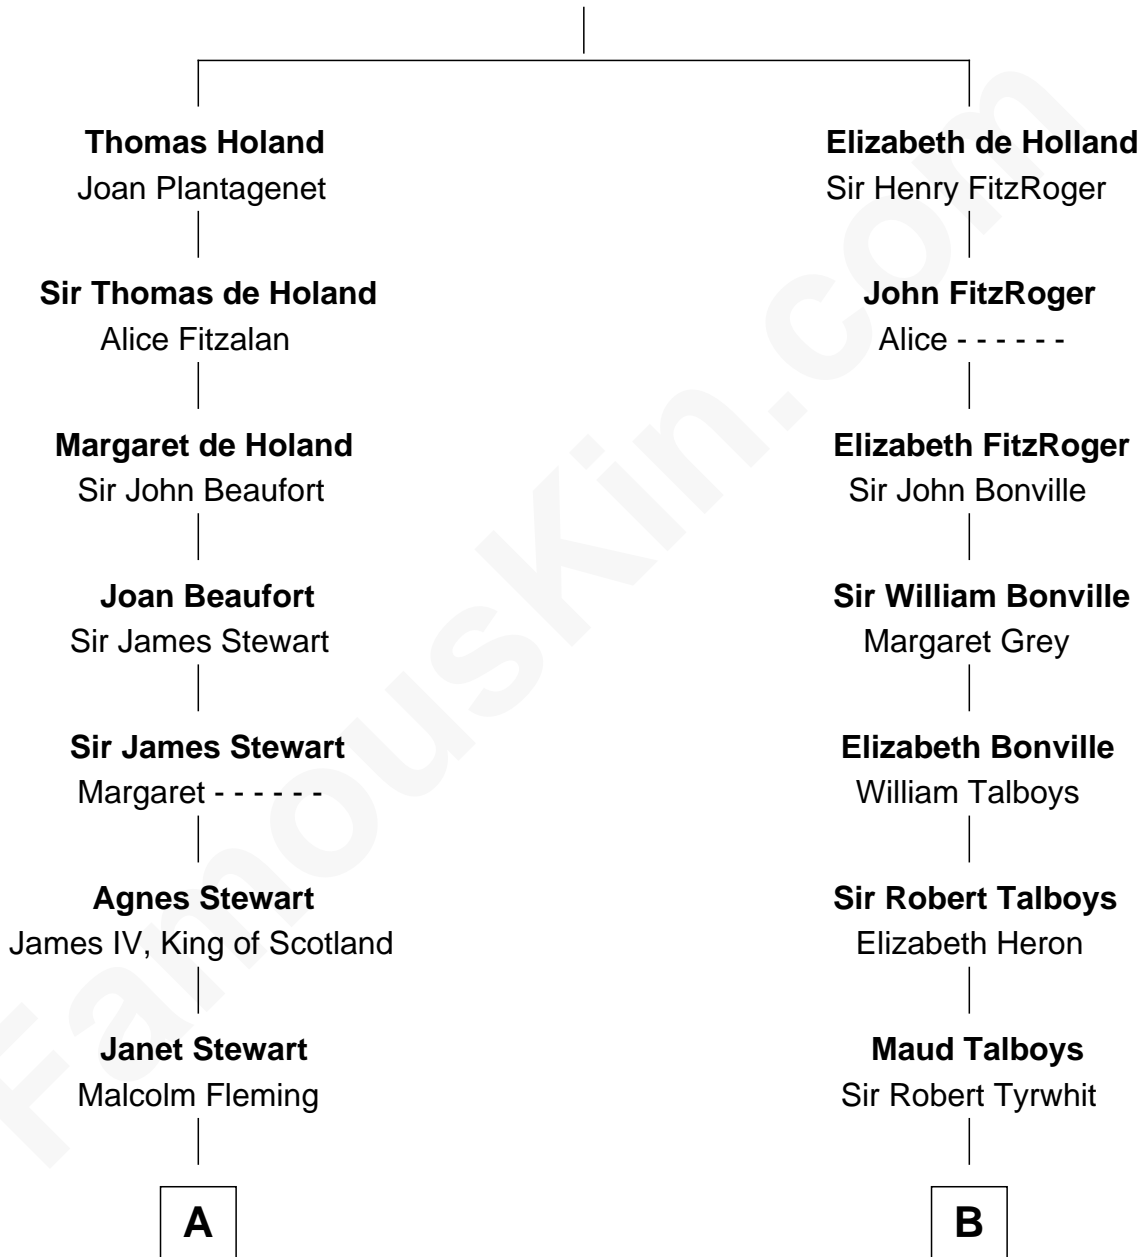 Thomas Holand
Joan Plantagenet
Sir Thomas de Holand
Alice Fitzalan
Margaret de Holand
Sir John Beaufort
Joan Beaufort
Sir James Stewart
Sir James Stewart
Margaret - - - - - -
Agnes Stewart
James IV, King of Scotland
Janet Stewart
Malcolm Fleming
A
Elizabeth de Holland
Sir Henry FitzRoger
John FitzRoger
Alice - - - - - -
Elizabeth FitzRoger
Sir John Bonville
Sir William Bonville
Margaret Grey
Elizabeth Bonville
William Talboys
Sir Robert Talboys
Elizabeth Heron
Maud Talboys
Sir Robert Tyrwhit
B
FamousKin.com